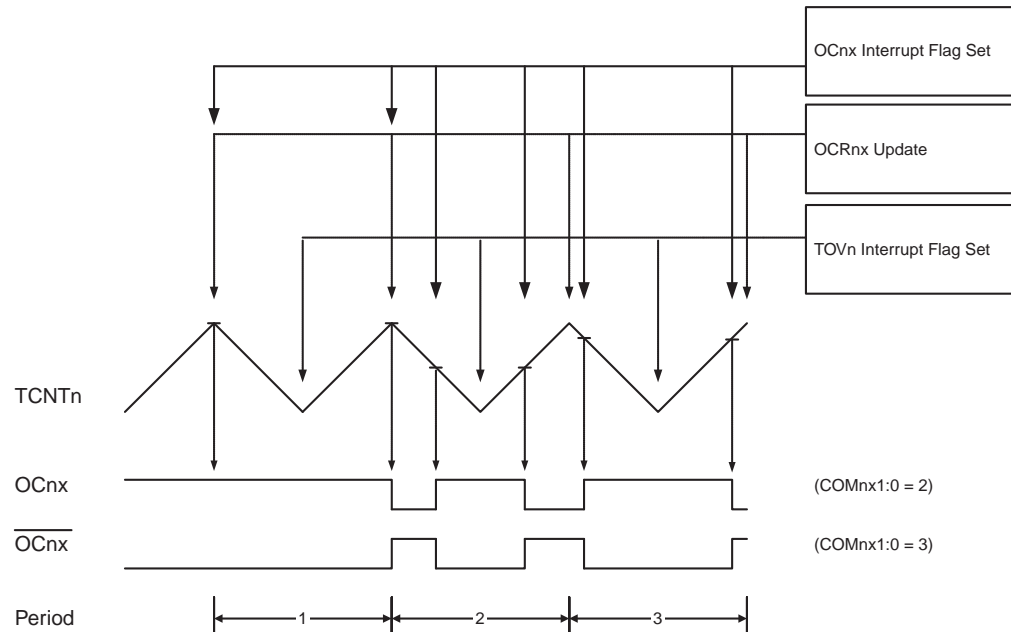 OCnx Interrupt Flag Set
OCRnx Update
TOVn Interrupt Flag Set
TCNTn
OCnx
(COMnx1:0 = 2)
OCnx
(COMnx1:0 = 3)
Period
1
2
3